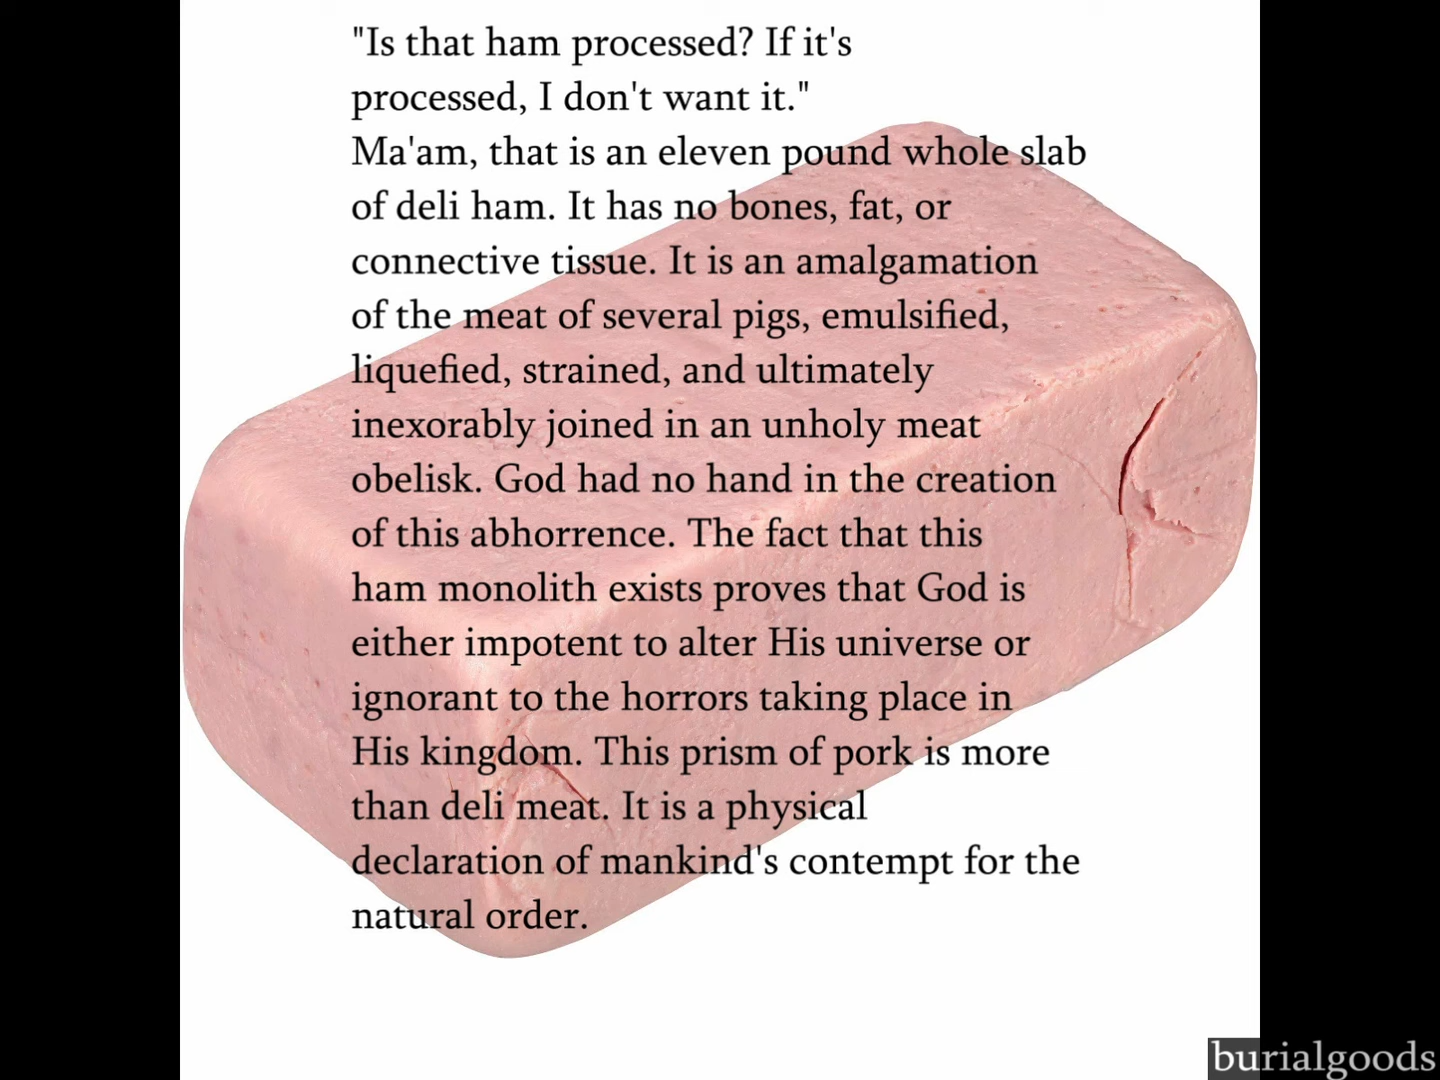 "Is that ham processed? If it's
processed, I don't want it."
Ma'am, that is an eleven pound whole slab
of deli ham. It has no bones, fat, or
connective tissue. It is an amalgamation
of the meat of several pigs, emulsified,
liquefied, strained, and ultimately
inexorably joined in an unholy meat
obelisk. God had no hand in the creation
of this abhorrence. The fact that this
ham monolith exists proves that God is
either impotent to alter His universe or
ignorant to the horrors taking place in
His kingdom. This prism of pork is more
than deli meat. It is a physical
declaration of mankind's contempt for the
natural order.
burialgoods